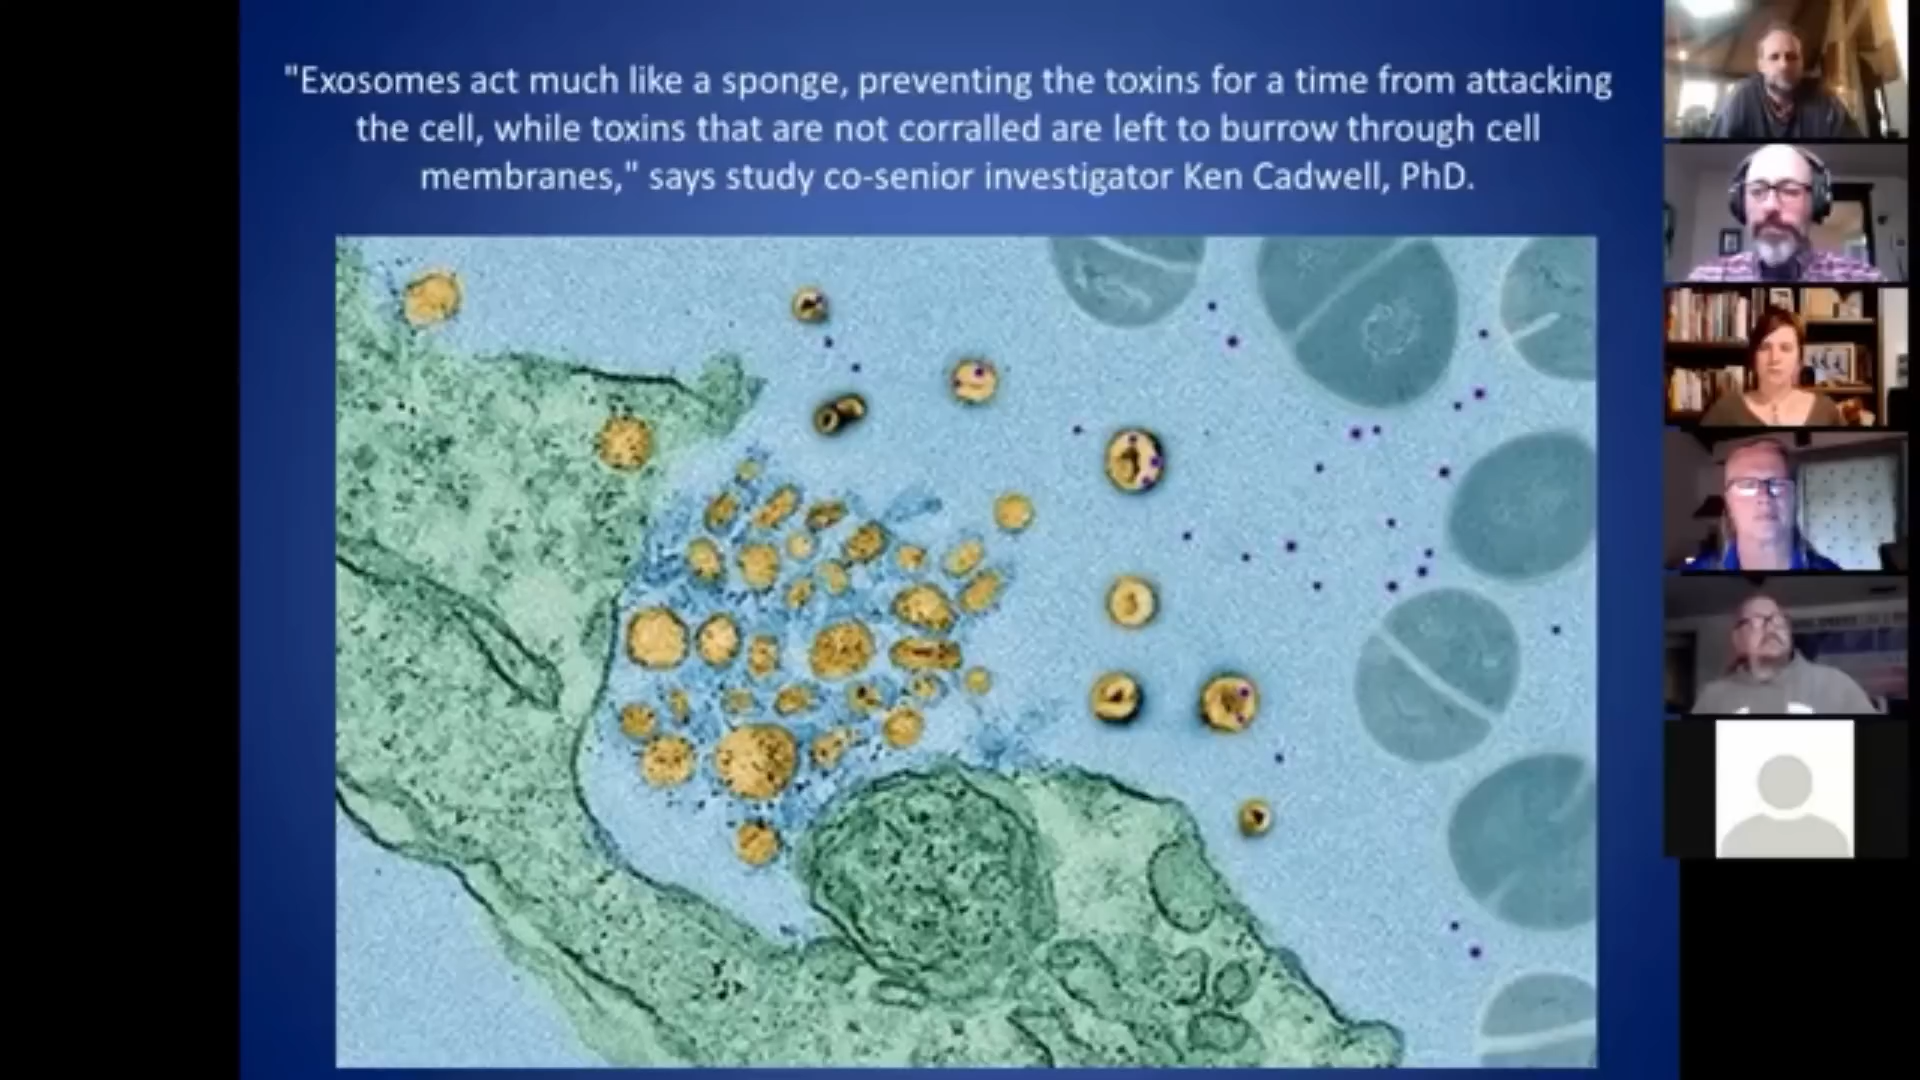 "Exosomes act much like a sponge, preventing the toxins for a time from attacking
the cell, while toxins that are not corralled are left to burrow through cell
membranes," says study co-senior investigator Ken Cadwell, PhD.